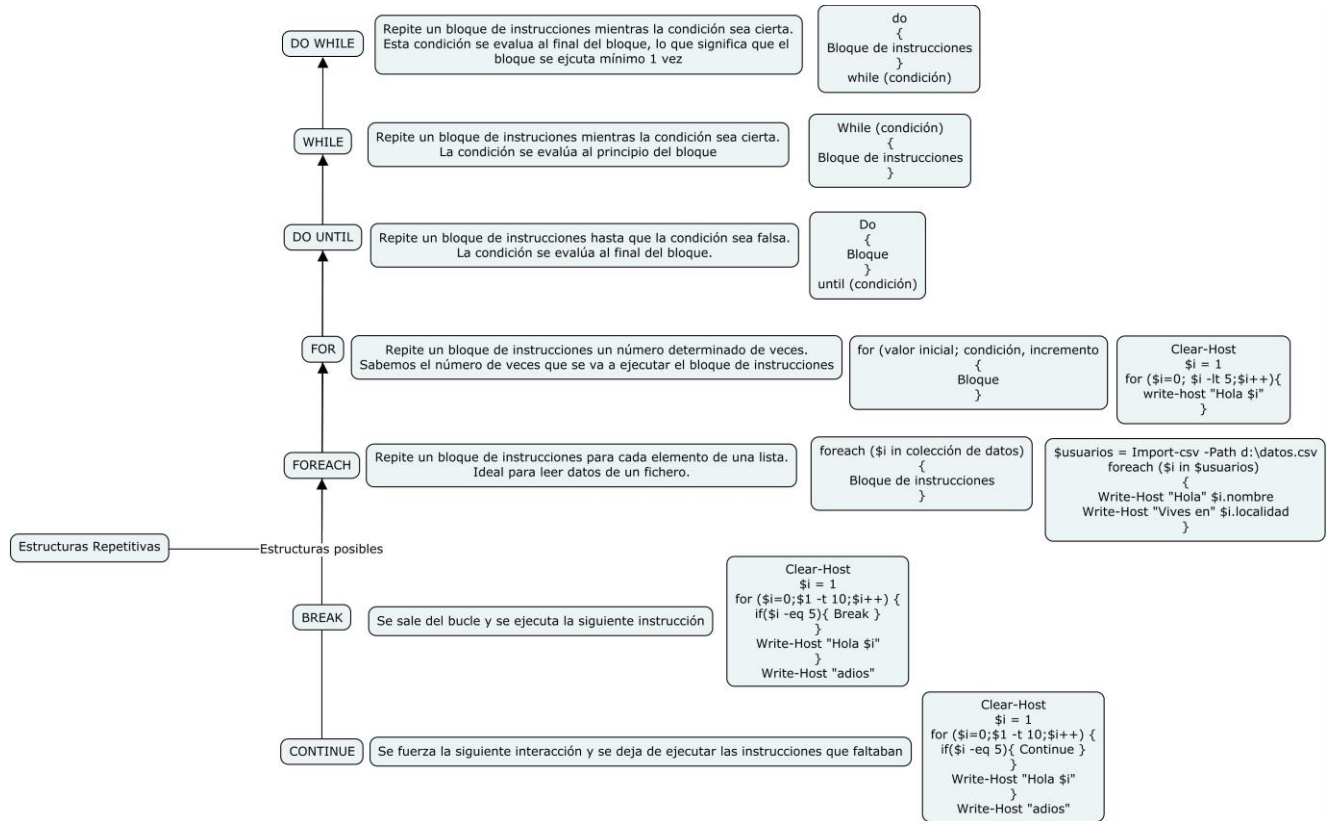 DO WHILE
Repite un bloque de instrucciones mientras la condición sea cierta.
Esta condición se evalua al final del bloque, lo que significa que el
bloque se ejcuta mínimo 1 vez
do
{
Bloque de instrucciones
}
while (condición)
WHILE
Repite un bloque de instruciones mientras la condición sea cierta.
La condición se evalúa al principio del bloque
While (condición)
{
Bloque de instrucciones
}
DO UNTIL
Repite un bloque de instrucciones hasta que la condición sea falsa.
La condición se evalúa al final del bloque.
Do
{
Bloque
}
until (condición)
FOR
Repite un bloque de instrucciones un número determinado de veces.
Sabemos el número de veces que se va a ejecutar el bloque de instrucciones
for (valor inicial; condición, incremento
{
Bloque
}
Clear-Host
$i = 1
for ($i=0; $i -lt 5;$i++){
write-host "Hola $i"
}
FOREACH
Repite un bloque de instrucciones para cada elemento de una lista.
Ideal para leer datos de un fichero.
foreach ($i in colección de datos)
{
Bloque de instrucciones
}
$usuarios = Import-csv -Path d:\datos.csv
foreach ($i in $usuarios)
{
Write-Host "Hola" $i.nombre
Write-Host "Vives en" $i.localidad
}
Estructuras Repetitivas
Estructuras posibles
BREAK
Se sale del bucle y se ejecuta la siguiente instrucción
Clear-Host
$i = 1
for ($i=0;$1 -t 10;$i++) {
if($i -eq 5){ Break }
}
Write-Host "Hola $i"
}
Write-Host "adios"
CONTINUE
Se fuerza la siguiente interacción y se deja de ejecutar las instrucciones que faltaban
Clear-Host
$i = 1
for ($i=0;$1 -t 10;$i++) {
if($i -eq 5){ Continue }
}
Write-Host "Hola $i"
}
Write-Host "adios"